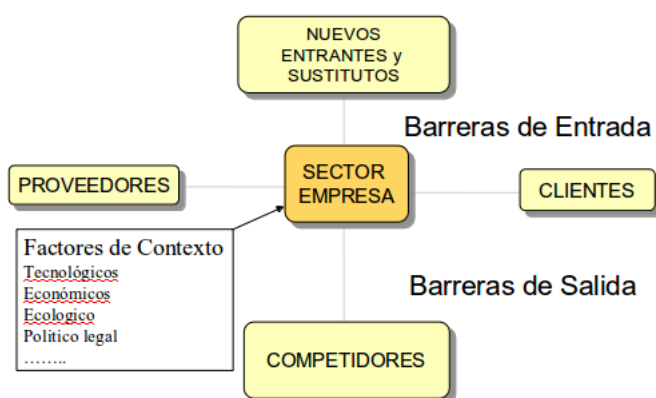 NUEVOS
ENTRANTES y
SUSTITUTOS
Barreras de Entrada
SECTOR
EMPRESA
PROVEEDORES
CLIENTES
Factores de Contexto
Tecnológicos
Económicos
Ecologico
Politico legal
……..
Barreras de Salida
COMPETIDORES